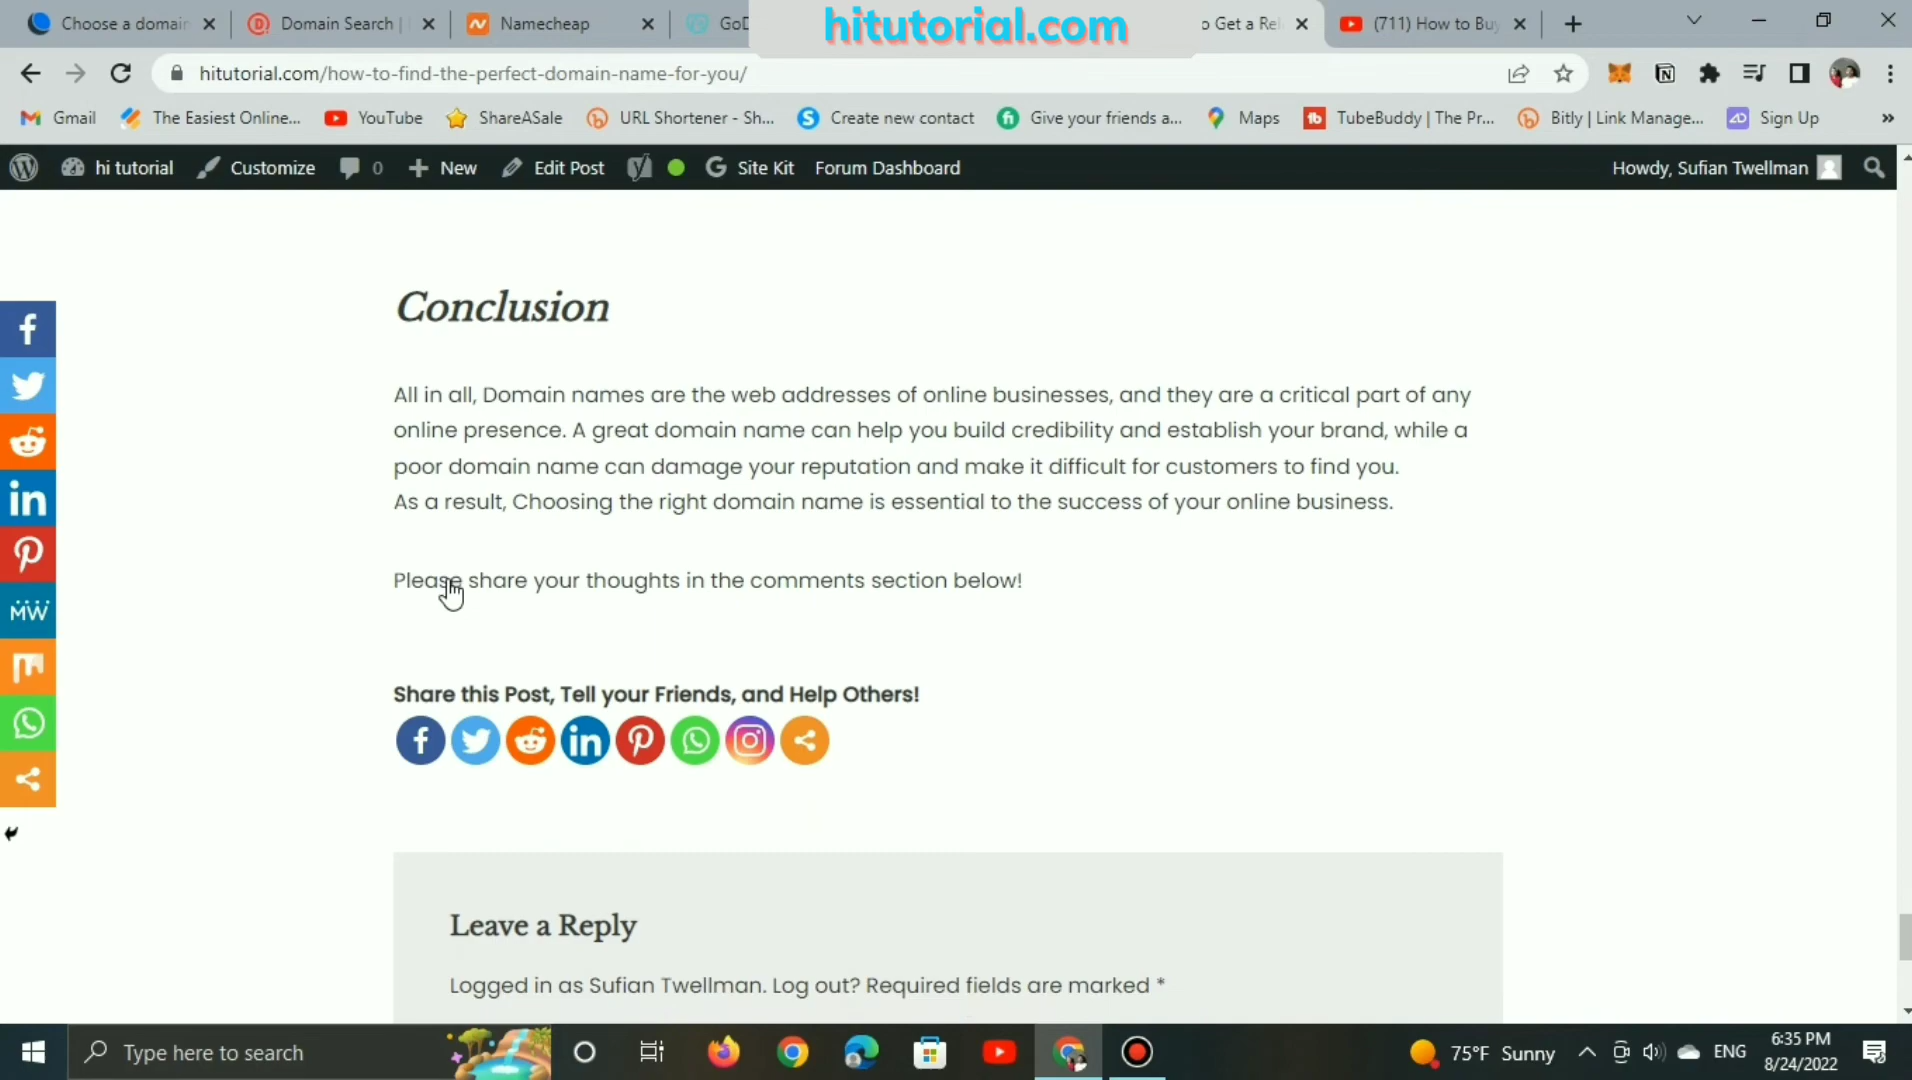 Choose a domain
Domain Search |
Namecheap
GoD
hitutorial.com
o Get a Rel
(711) How to Buy
hitutorial.com/how-to-find-the-perfect-domain-name-for-you/
Gmail
The Easiest Online...
YouTube
ShareASale
URL Shortener - Sh...
Create new contact
Give your friends a...
Maps
TubeBuddy | The Pr...
Bitly | Link Manage...
Sign Up
»
hi tutorial
Customize
0
New
Edit Post
Site Kit
Forum Dashboard
Howdy, Sufian Twellman
Conclusion
All in all, Domain names are the web addresses of online businesses, and they are a critical part of any
online presence. A great domain name can help you build credibility and establish your brand, while a
poor domain name can damage your reputation and make it difficult for customers to find you.
As a result, Choosing the right domain name is essential to the success of your online business.
Please share your thoughts in the comments section below!
Share this Post, Tell your Friends, and Help Others!
Leave a Reply
Logged in as Sufian Twellman. Log out? Required fields are marked *
Type here to search
75°F Sunny
ENG
6:35 PM
8/24/2022